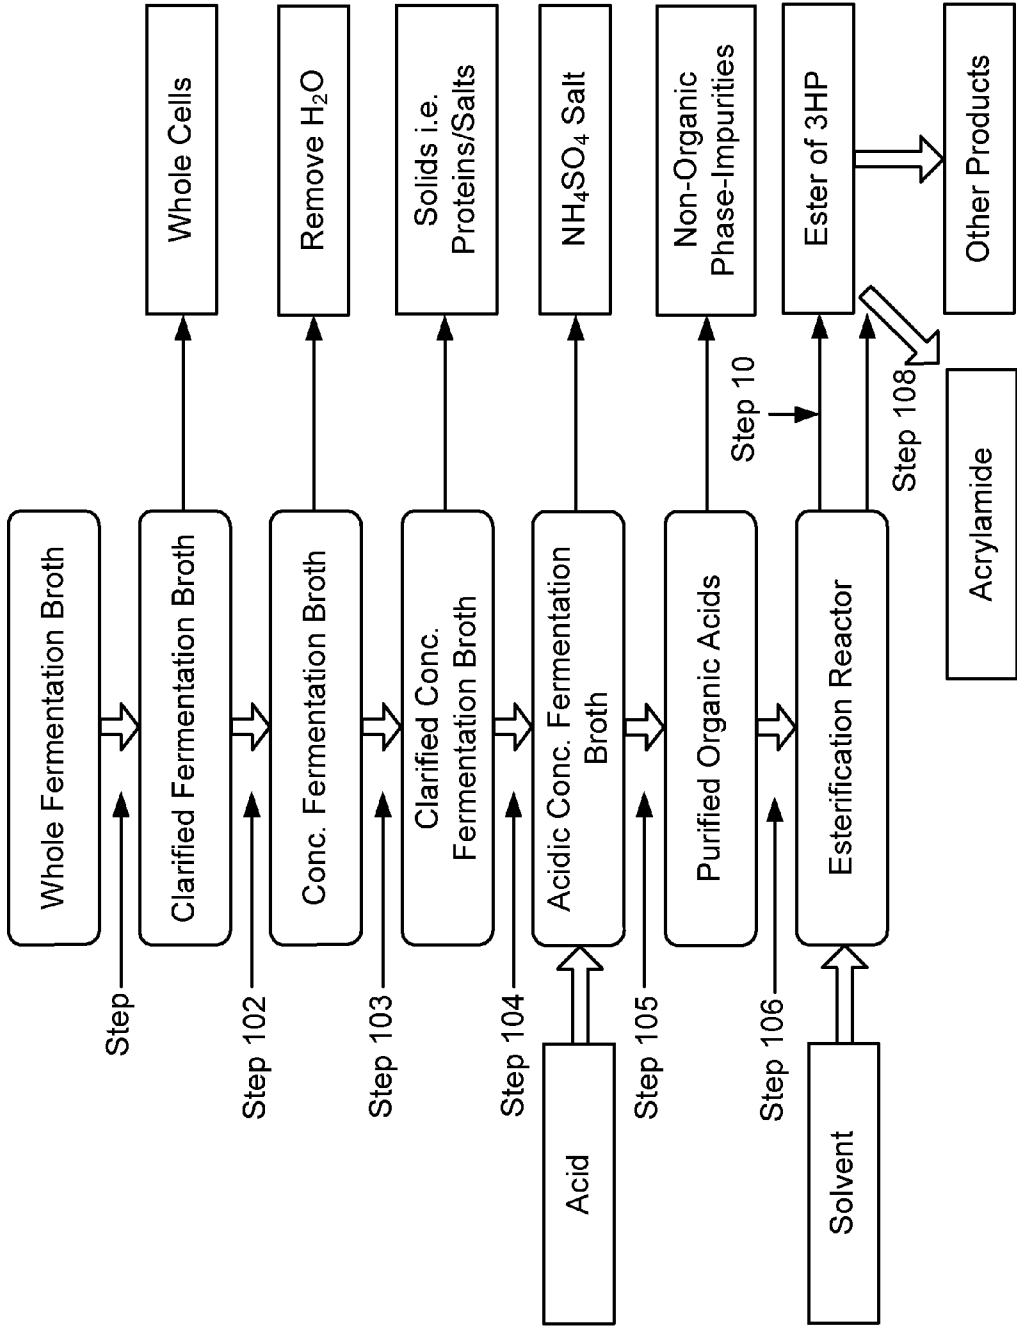 Whole Fermentation Broth
Step
Clarified Fermentation Broth
Whole Cells
Step 102
Conc. Fermentation Broth
Remove H₂O
Step 103
Clarified Conc.
Fermentation Broth
Solids i.e.
Proteins/Salts
Step 104
Acid
Acidic Conc. Fermentation
Broth
NH₄SO₄ Salt
Step 105
Purified Organic Acids
Non-Organic
Phase-Impurities
Step 106
Step 10
Solvent
Esterification Reactor
Ester of 3HP
Step 108
Acrylamide
Other Products